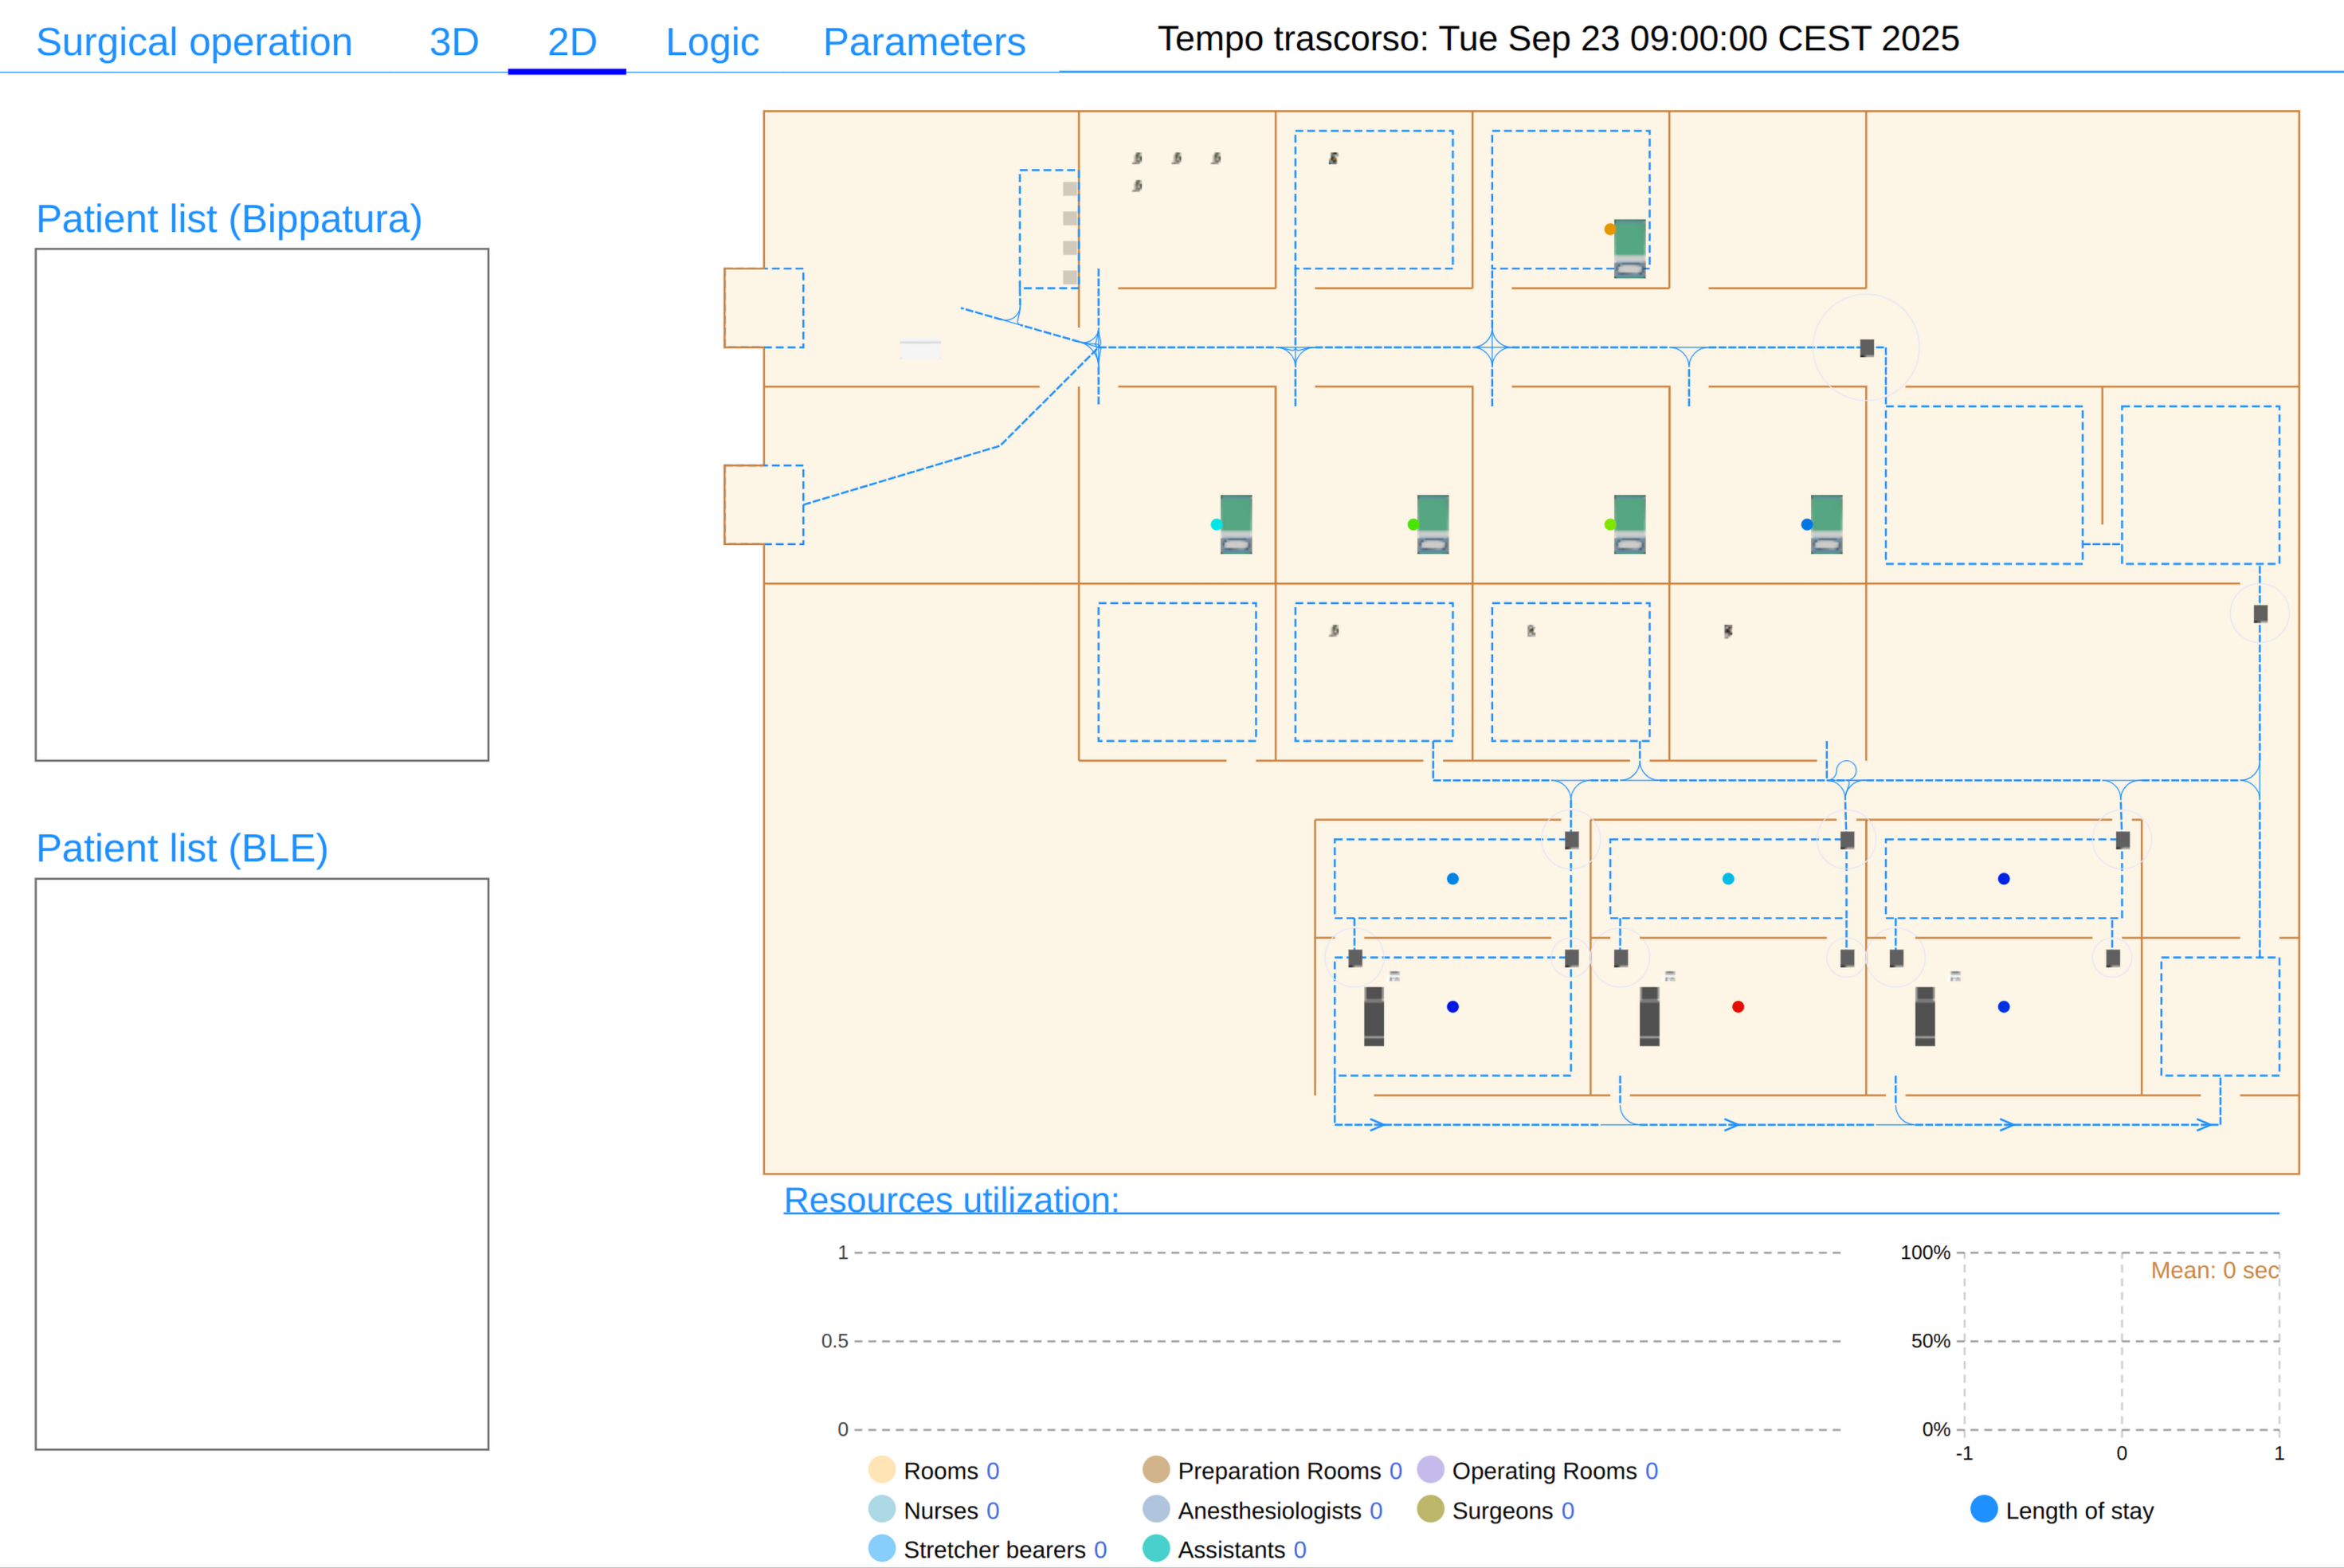 Surgical operation 3D 2D Logic Parameters Tempo trascorso: Tue Sep 23 09:00:00 CEST 2025
Patient list (Bippatura)
Patient list (BLE)
Resources utilization:
1
0.5
0
100%
50%
0%
Mean: 0 sec
-1 0 1
Rooms 0 Preparation Rooms 0 Operating Rooms 0
Nurses 0 Anesthesiologists 0 Surgeons 0
Stretcher bearers 0 Assistants 0
Length of stay